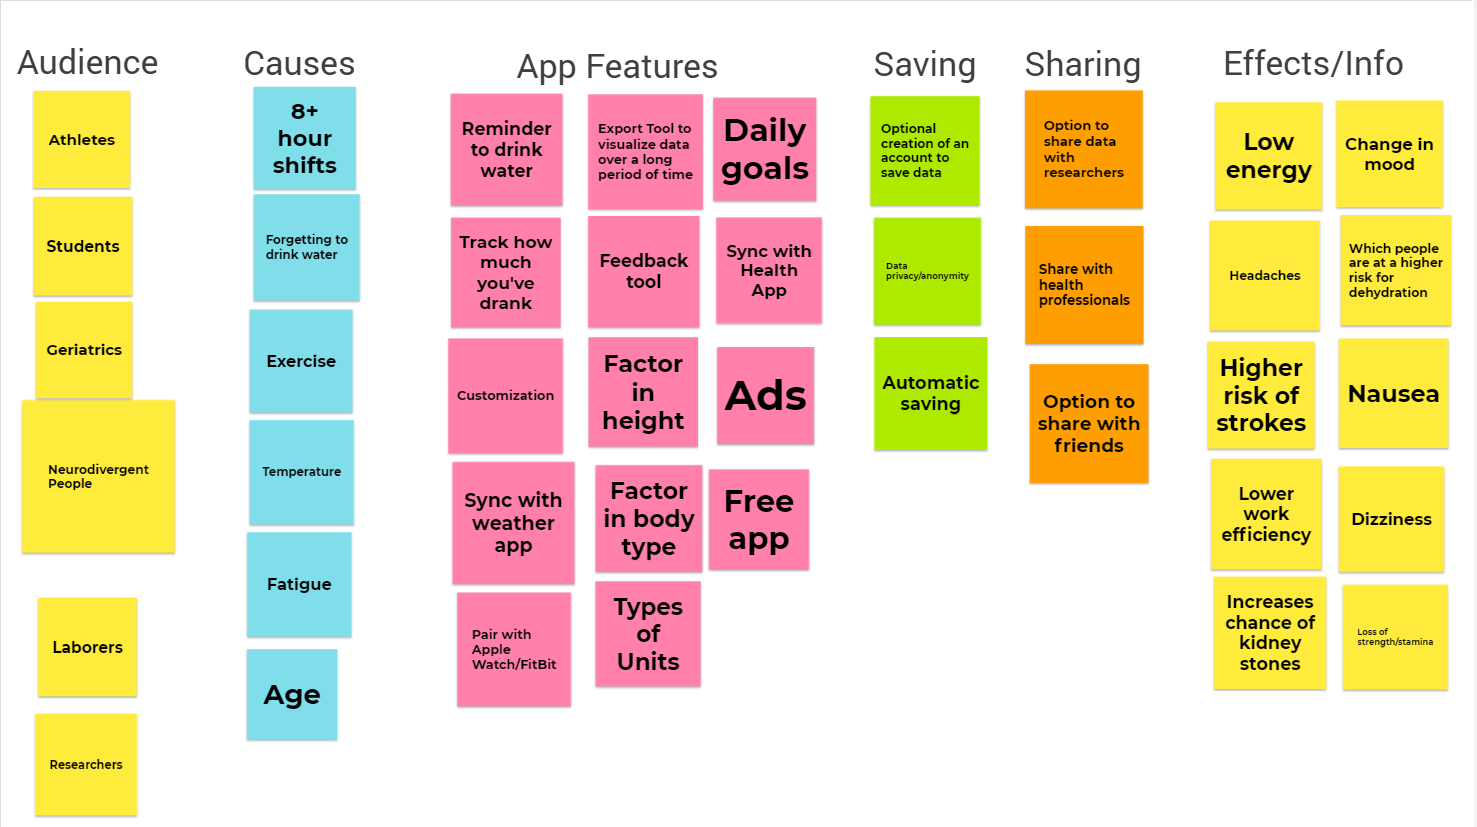 Audience
Athletes
Students
Geriatrics
Neurodivergent
People
Laborers
Researchers
Causes
8+
hour
shifts
Forgetting to
drink water
Exercise
Temperature
Fatigue
Age
App Features
Reminder
to drink
water
Track how
much
you've
drank
Customization
Sync with
weather
app
Pair with
Apple
Watch/FitBit
Export Tool to
visualize data
over a long
period of time
Feedback
tool
Factor
in
height
Factor
in body
type
Types
of
Units
Daily
goals
Sync with
Health
App
Ads
Free
app
Saving
Optional
creation of an
account to
save data
Data
privacy/anonymity
Automatic
saving
Sharing
Option to
share data
with
researchers
Share with
health
professionals
Option to
share with
friends
Effects/Info
Low
energy
Headaches
Higher
risk of
strokes
Lower
work
efficiency
Increases
chance of
kidney
stones
Change in
mood
Which people
are at a higher
risk for
dehydration
Nausea
Dizziness
Loss of
strength/stamina